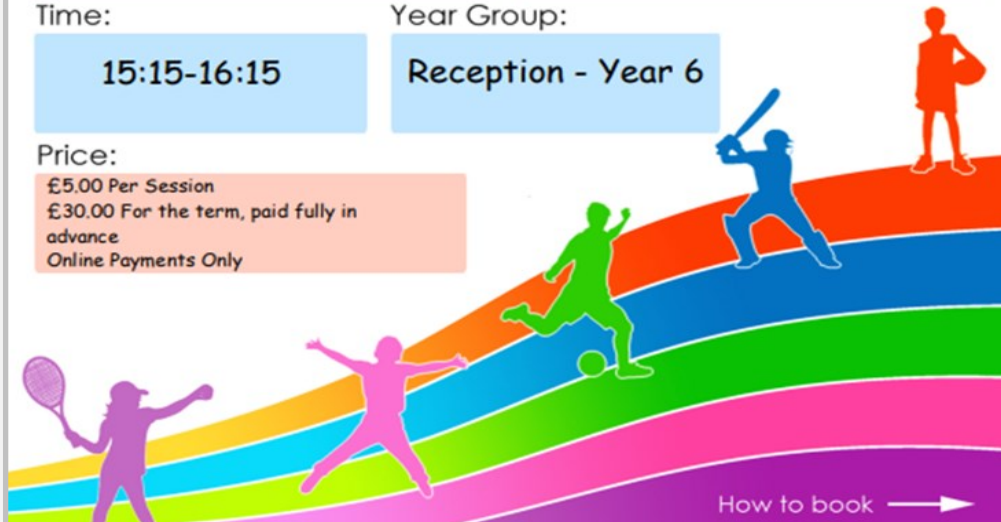 Time:
Year Group:
15:15-16:15
Reception - Year 6
Price:
£5.00 Per Session
£30.00 For the term, paid fully in
advance
Online Payments Only
How to book